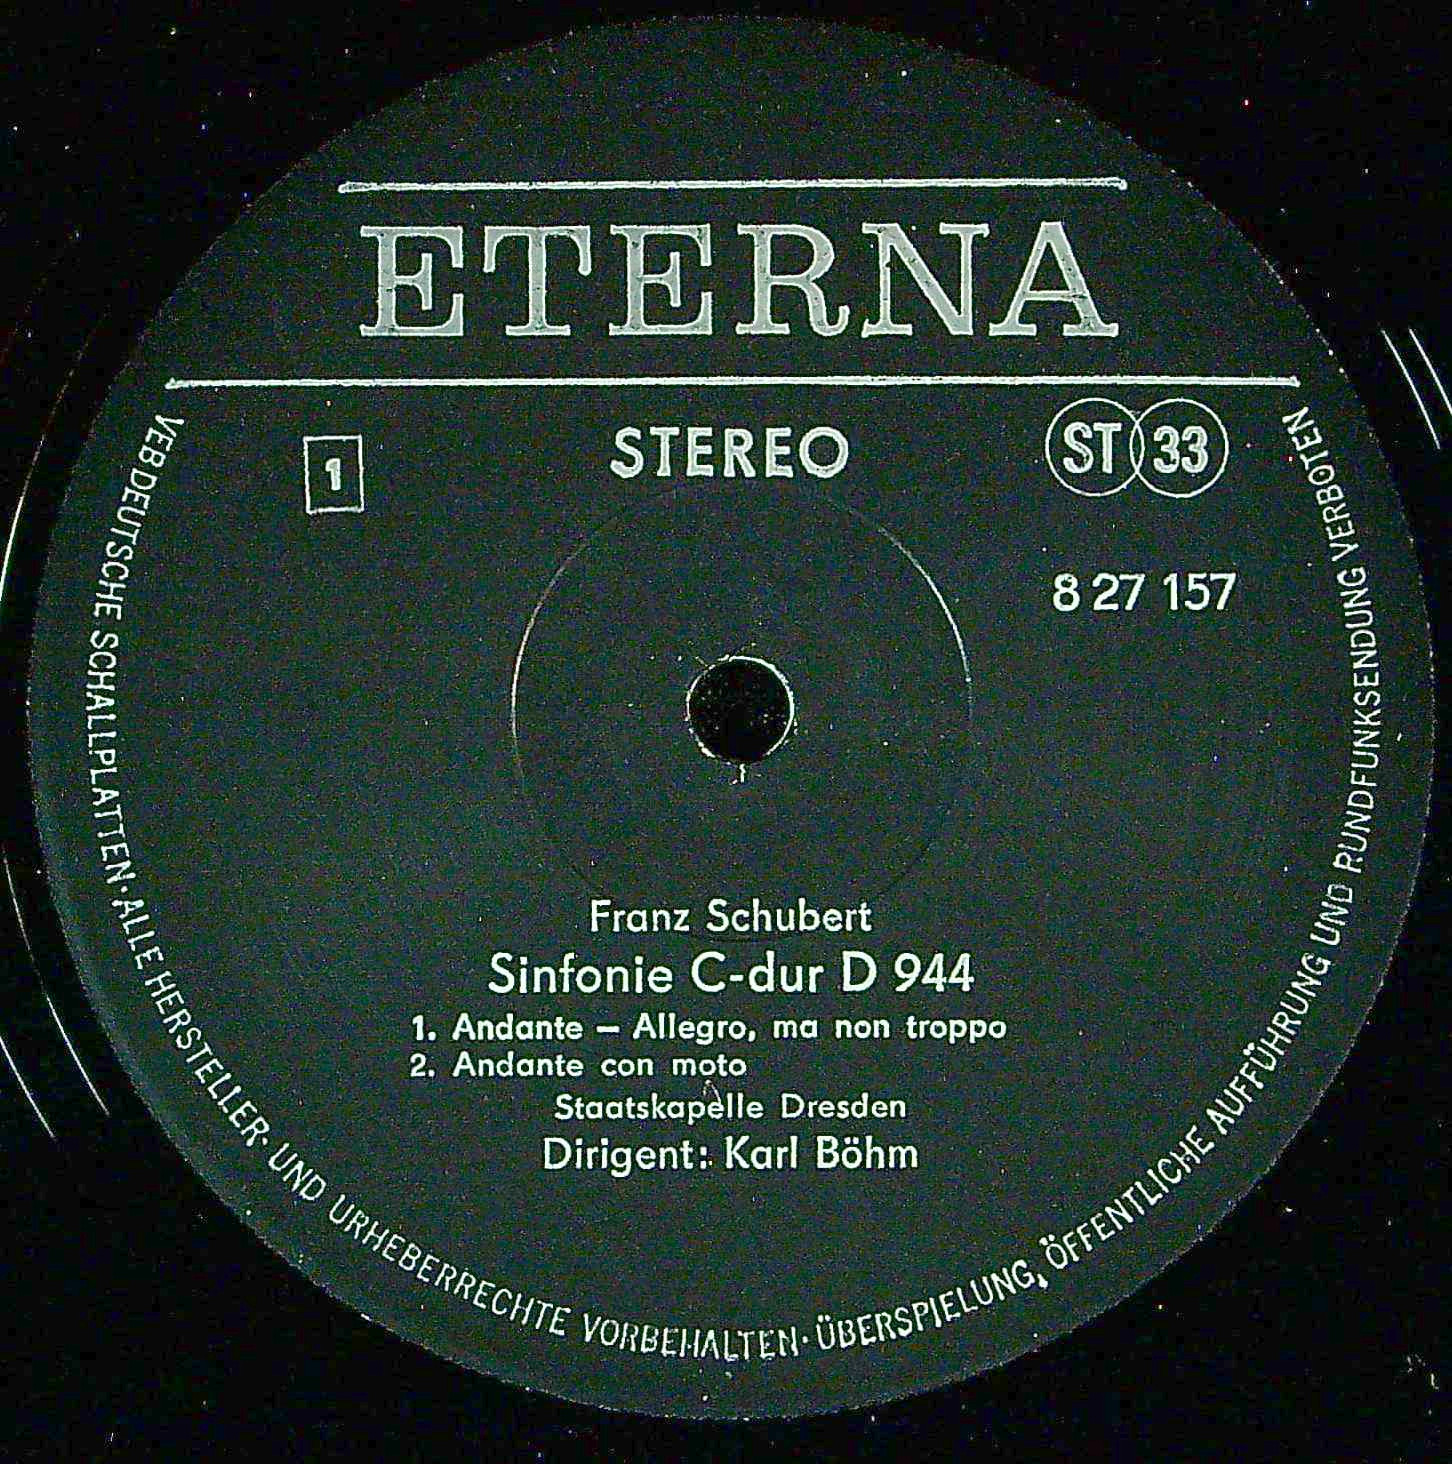 ETERNA
1
STEREO
ST 33
8 27 157
Franz Schubert
Sinfonie C-dur D 944
1. Andante – Allegro, ma non troppo
2. Andante con moto
Staatskapelle Dresden
Dirigent: Karl Böhm
VEB DEUTSCHE SCHALLPLATTEN · ALLE HERSTELLER- UND URHEBERRECHTE VORBEHALTEN · ÜBERSPIELUNG, ÖFFENTLICHE AUFFÜHRUNG UND RUNDFUNKSENDUNG VERBOTEN